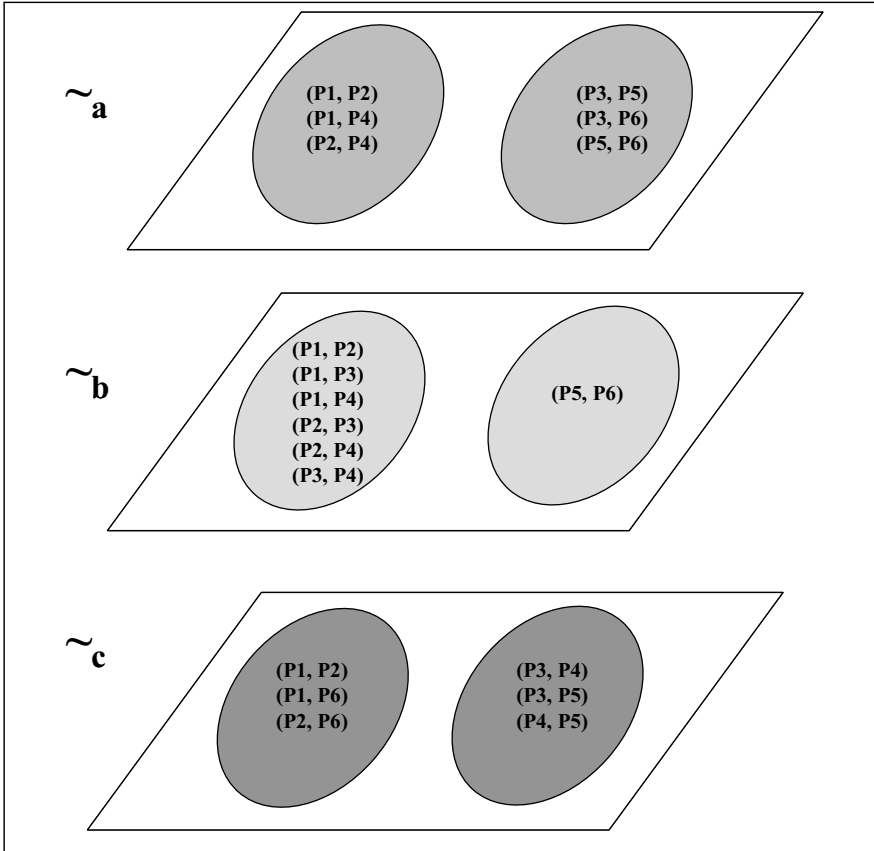 ~a
(P1, P2)
(P1, P4)
(P2, P4)
(P3, P5)
(P3, P6)
(P5, P6)
~b
(P1, P2)
(P1, P3)
(P1, P4)
(P2, P3)
(P2, P4)
(P3, P4)
(P5, P6)
~c
(P1, P2)
(P1, P6)
(P2, P6)
(P3, P4)
(P3, P5)
(P4, P5)